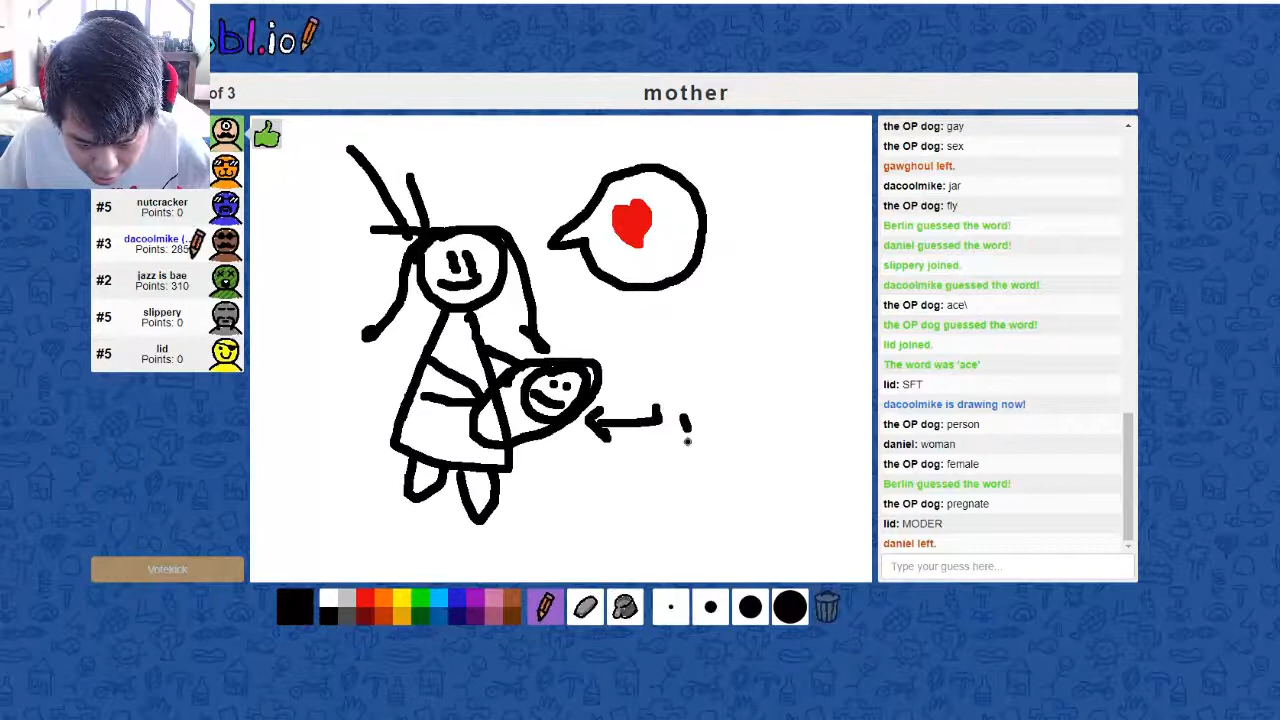 bl.io
of 3
mother
nutcracker
#5
Points: 0
dacoolmike (...
#3
Points: 285
jazz is bae
#2
Points: 310
slippery
#5
Points: 0
lid
#5
Points: 0
Votekick
the OP dog: gay
the OP dog: sex
gawghoul left.
dacoolmike: jar
the OP dog: fly
Berlin guessed the word!
daniel guessed the word!
slippery joined.
dacoolmike guessed the word!
the OP dog: ace\
the OP dog guessed the word!
lid joined.
The word was 'ace'
lid: SFT
dacoolmike is drawing now!
the OP dog: person
daniel: woman
the OP dog: female
Berlin guessed the word!
the OP dog: pregnate
lid: MODER
daniel left.
Type your guess here...